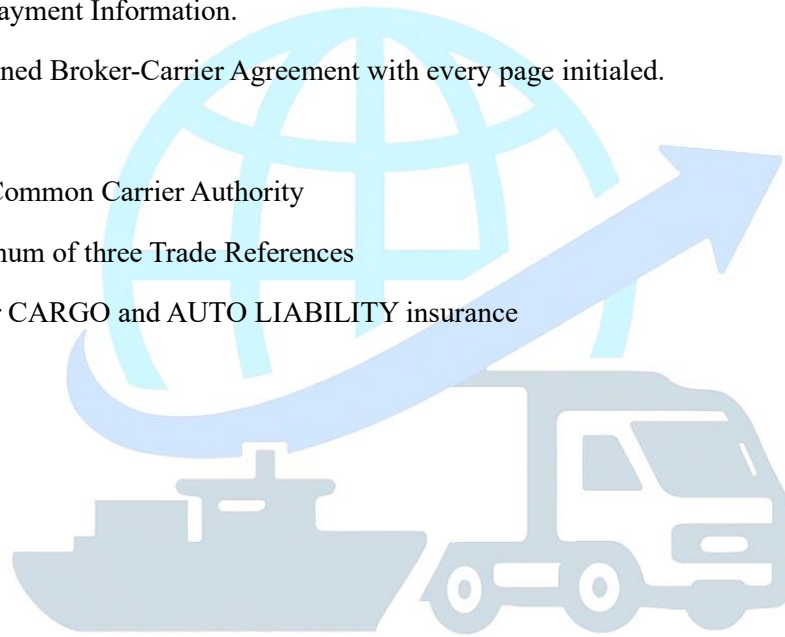 ayment Information.
ned Broker-Carrier Agreement with every page initialed.
Common Carrier Authority
num of three Trade References
r CARGO and AUTO LIABILITY insurance